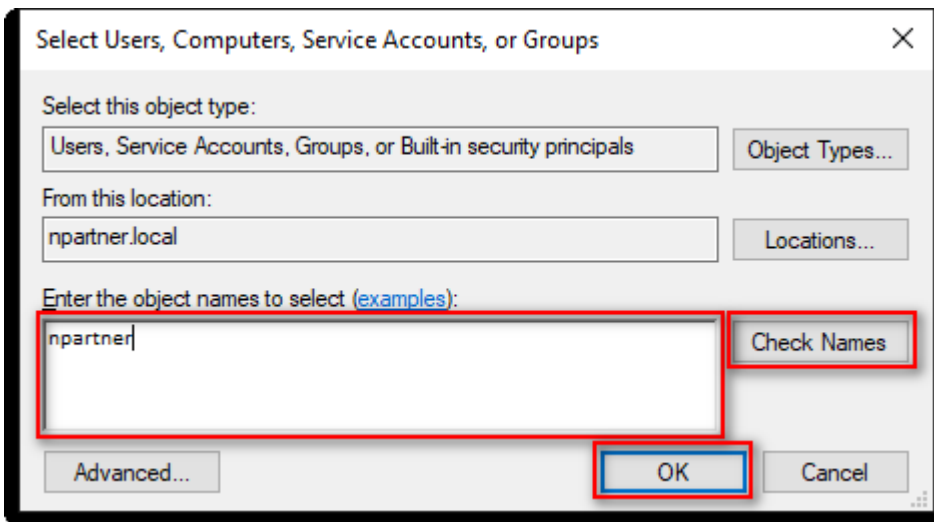 Select Users, Computers, Service Accounts, or Groups
Select this object type:
Users, Service Accounts, Groups, or Built-in security principals
Object Types...
From this location:
npartner.local
Locations...
Enter the object names to select (examples):
npartner
Check Names
Advanced...
OK
Cancel